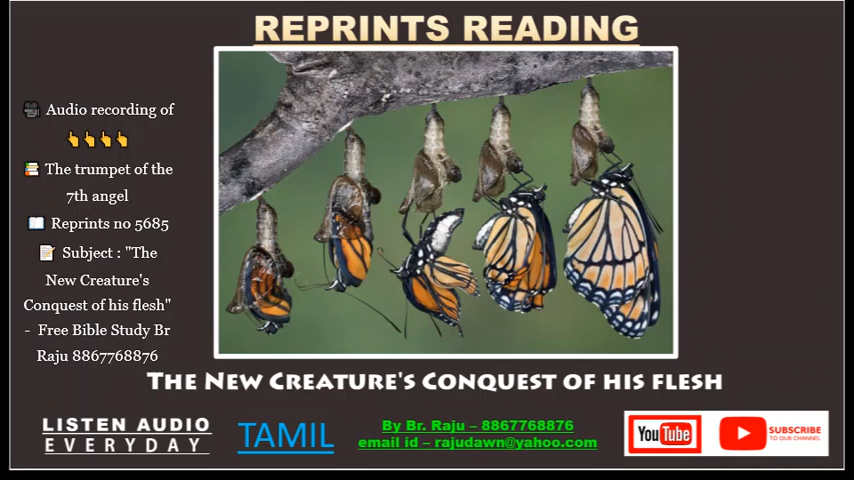 REPRINTS READING
🎥 Audio recording of
👆👆👆👆
📚 The trumpet of the
7th angel
📖 Reprints no 5685
📝 Subject : "The
New Creature's
Conquest of his flesh"
- Free Bible Study Br
Raju 8867768876
THE NEW CREATURE'S CONQUEST OF HIS FLESH
LISTEN AUDIO
EVERYDAY
TAMIL
By Br. Raju – 8867768876
email id – rajudawn@yahoo.com
YouTube
SUBSCRIBE
TO OUR CHANNEL